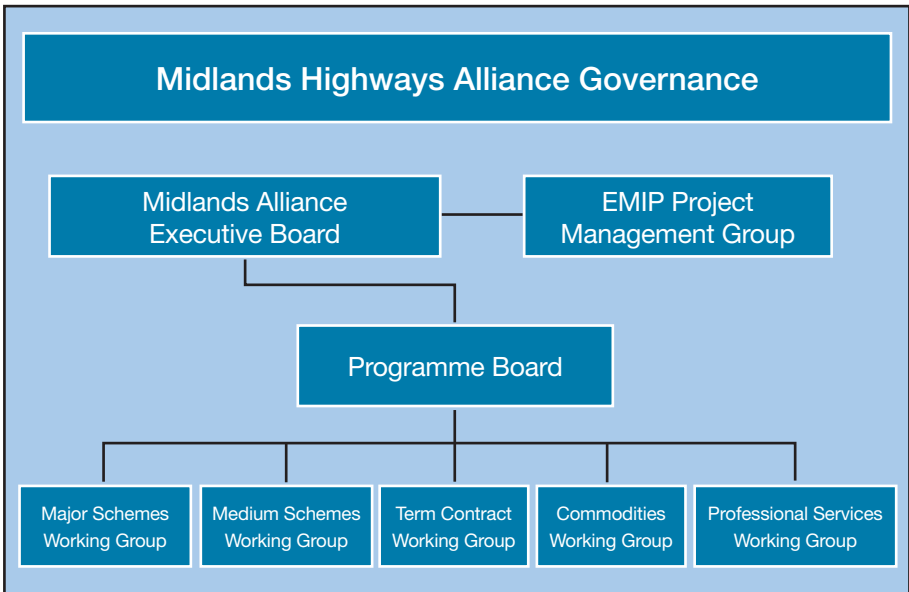 Midlands Highways Alliance Governance
Midlands Alliance
Executive Board
EMIP Project
Management Group
Programme Board
Major Schemes
Working Group
Medium Schemes
Working Group
Term Contract
Working Group
Commodities
Working Group
Professional Services
Working Group